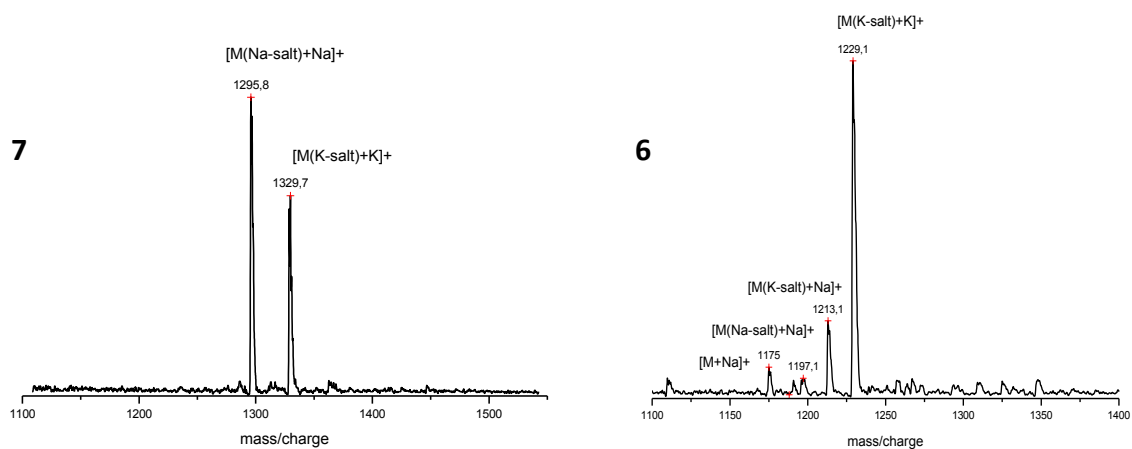 7
[M(Na-salt)+Na]+
1295,8
[M(K-salt)+K]+
1329,7
1100 1200 1300 1400 1500
mass/charge
6
[M(K-salt)+K]+
1229,1
[M(K-salt)+Na]+
1213,1
[M(Na-salt)+Na]+
[M+Na]+ 1175 1197,1
1100 1150 1200 1250 1300 1350 1400
mass/charge